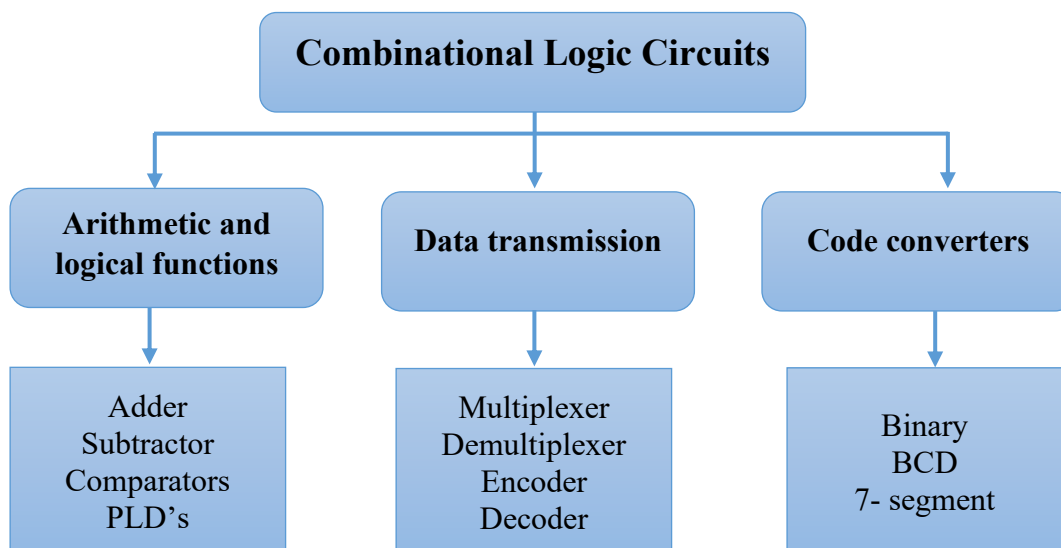 Combinational Logic Circuits
Arithmetic and
logical functions
Data transmission
Code converters
Adder
Subtractor
Comparators
PLD’s
Multiplexer
Demultiplexer
Encoder
Decoder
Binary
BCD
7- segment